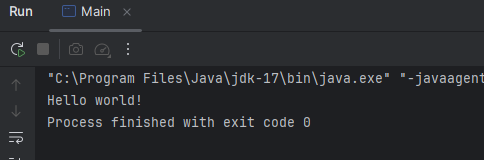 Run Main
"C:\Program Files\Java\jdk-17\bin\java.exe" "-javaagent
Hello world!
Process finished with exit code 0